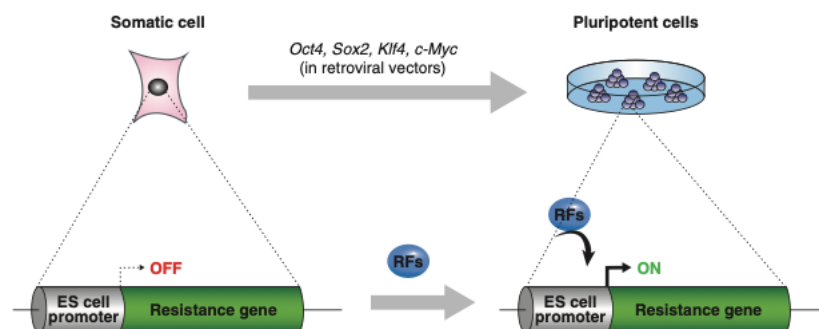 Somatic cell
Pluripotent cells
Oct4, Sox2, Klf4, c-Myc
(in retroviral vectors)
RFs
OFF
RFs
ON
ES cell
promoter
Resistance gene
ES cell
promoter
Resistance gene